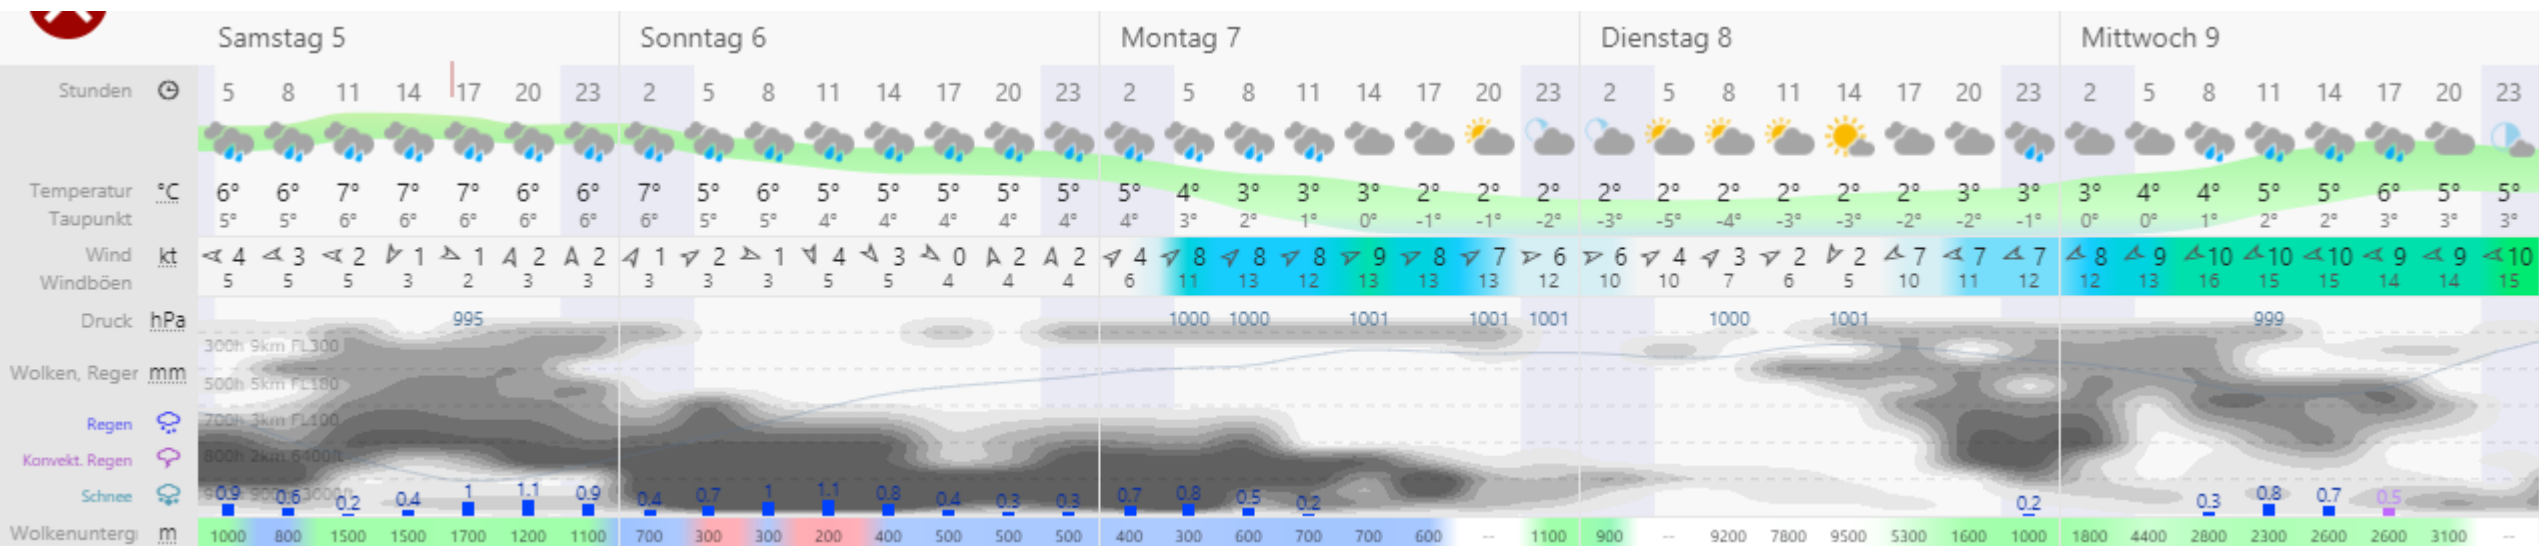 Samstag 5 Sonntag 6 Montag 7 Dienstag 8 Mittwoch 9
Stunden 5 8 11 14 17 20 23 2 5 8 11 14 17 20 23 2 5 8 11 14 17 20 23 2 5 8 11 14 17 20 23 2 5 8 11 14 17 20 23
Temperatur °C 6° 6° 7° 7° 7° 6° 6° 7° 5° 6° 5° 5° 5° 5° 5° 5° 4° 3° 3° 3° 2° 2° 2° 2° 2° 2° 2° 2° 2° 3° 3° 3° 4° 4° 5° 5° 6° 5° 5°
Taupunkt 5° 5° 6° 6° 6° 6° 6° 6° 5° 5° 4° 4° 4° 4° 4° 4° 3° 2° 1° 0° -1° -1° -2° -3° -5° -4° -3° -3° -2° -2° -1° 0° 0° 1° 2° 2° 3° 3° 3°
Wind kt 4 3 2 1 1 2 2 1 2 1 4 3 0 2 2 4 8 8 8 9 8 7 6 6 4 3 2 2 7 7 7 8 9 10 10 10 9 9 10
Windböen 5 5 5 3 2 3 3 3 3 3 5 5 4 4 4 6 11 13 12 13 13 13 12 10 10 7 6 5 10 11 12 12 13 16 15 15 14 14 15
Druck hPa 995 1000 1000 1001 1001 1001 1000 1001 999
300h 9km FL300
Wolken, Reger mm
500h 5km FL180
Regen 700h 3km FL100
Konvekt. Regen 800h 2km 6400ft
Schnee 0.9 0.6 0.2 0.4 1 1.1 0.9 0.4 0.7 1 1.1 0.8 0.4 0.3 0.3 0.7 0.8 0.5 0.2 0.2 0.3 0.8 0.7 0.5
Wolkenunterg m 1000 800 1500 1500 1700 1200 1100 700 300 300 200 400 500 500 500 400 300 600 700 700 600 -- 1100 900 -- 9200 7800 9500 5300 1600 1000 1800 4400 2800 2300 2600 2600 3100 --